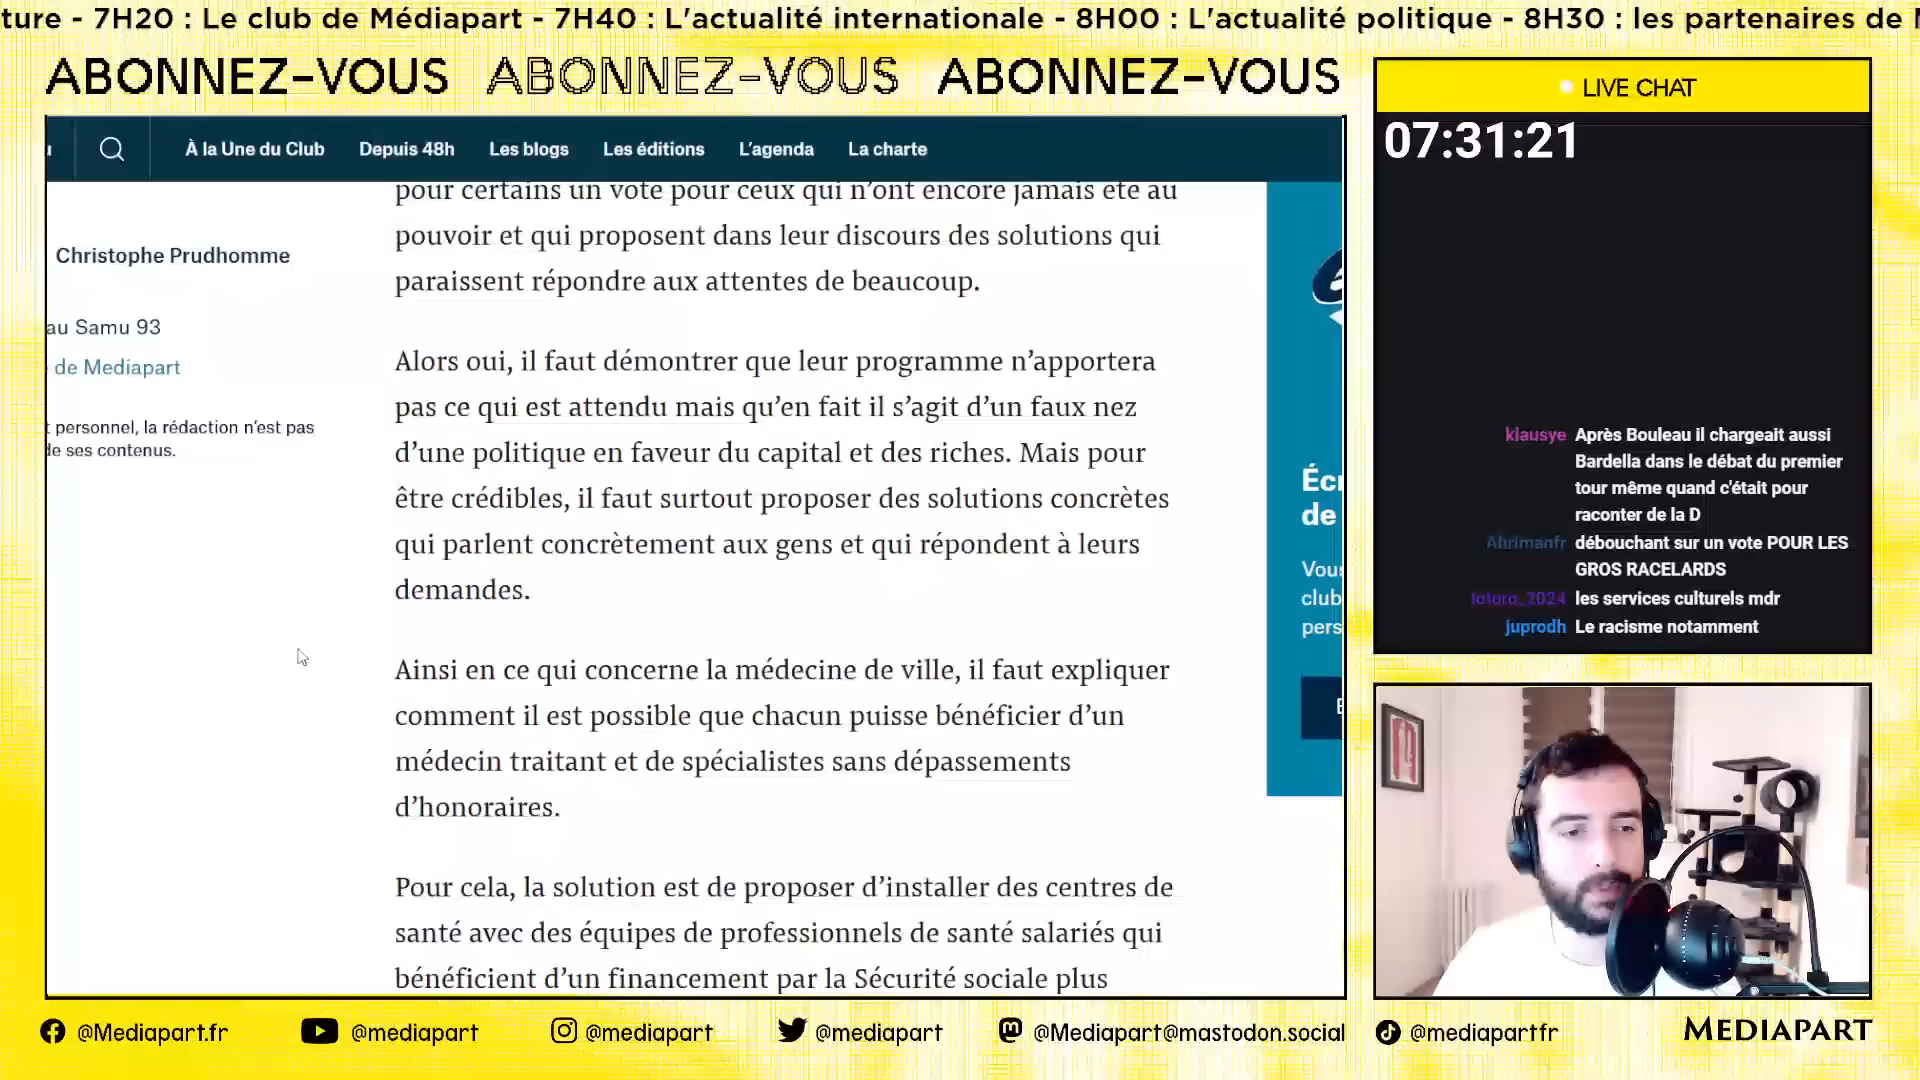 ture - 7H20 : Le club de Médiapart - 7H40 : L'actualité internationale - 8H00 : L'actualité politique - 8H30 : les partenaires de
ABONNEZ-VOUS ABONNEZ-VOUS ABONNEZ-VOUS
À la Une du Club Depuis 48h Les blogs Les éditions L'agenda La charte
Christophe Prudhomme
au Samu 93
de Mediapart
personnel, la rédaction n'est pas
de ses contenus.
pour certains un vote pour ceux qui n'ont encore jamais été au
pouvoir et qui proposent dans leur discours des solutions qui
paraissent répondre aux attentes de beaucoup.
Alors oui, il faut démontrer que leur programme n'apportera
pas ce qui est attendu mais qu'en fait il s'agit d'un faux nez
d'une politique en faveur du capital et des riches. Mais pour
être crédibles, il faut surtout proposer des solutions concrètes
qui parlent concrètement aux gens et qui répondent à leurs
demandes.
Ainsi en ce qui concerne la médecine de ville, il faut expliquer
comment il est possible que chacun puisse bénéficier d'un
médecin traitant et de spécialistes sans dépassements
d'honoraires.
Pour cela, la solution est de proposer d'installer des centres de
santé avec des équipes de professionnels de santé salariés qui
bénéficient d'un financement par la Sécurité sociale plus
Écr
de
Vous
club
pers
LIVE CHAT
07:31:21
klausye Après Bouleau il chargeait aussi
Bardella dans le débat du premier
tour même quand c'était pour
raconter de la D
Ahrimanfr débouchant sur un vote POUR LES
GROS RACELARDS
totoro_2024 les services culturels mdr
juprodh Le racisme notamment
@Mediapart.fr @mediapart @mediapart @mediapart @Mediapart@mastodon.social @mediapartfr MEDIAPART